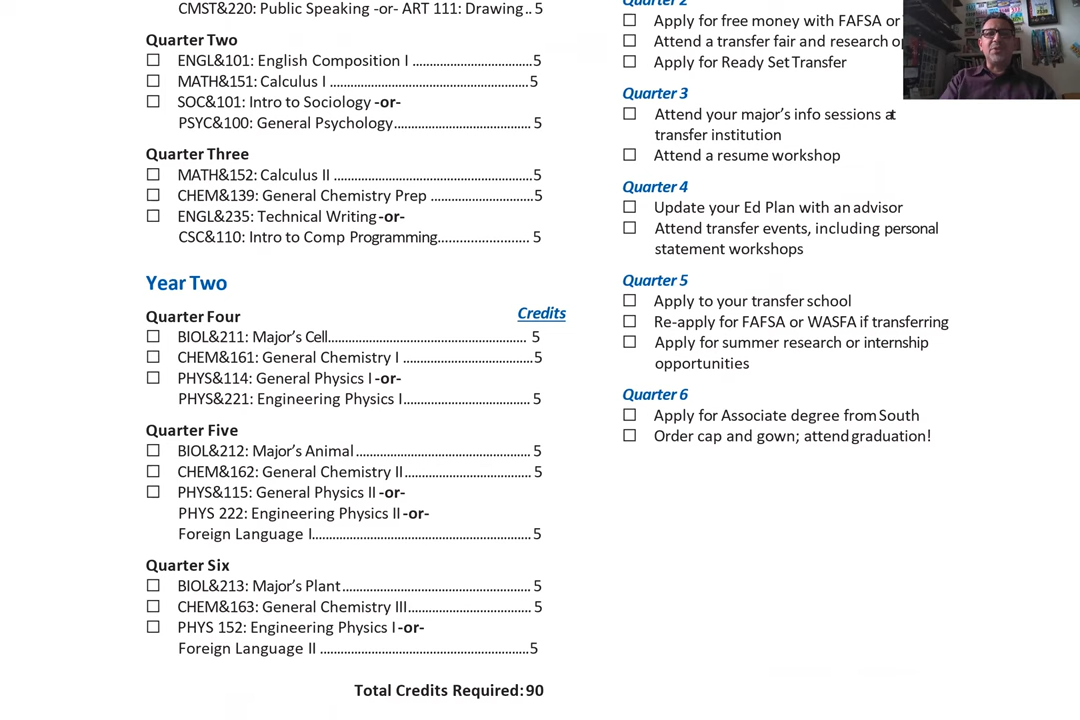 CMST&220: Public Speaking -or- ART 111: Drawing.. 5
Quarter Two
☐ ENGL&101: English Composition I ............................5
☐ MATH&151: Calculus I ...............................................5
☐ SOC&101: Intro to Sociology -or-
PSYC&100: General Psychology................................ 5
Quarter Three
☐ MATH&152: Calculus II ..............................................5
☐ CHEM&139: General Chemistry Prep ........................5
☐ ENGL&235: Technical Writing -or-
CSC&110: Intro to Comp Programming..................... 5
Year Two
Credits
Quarter Four
☐ BIOL&211: Major's Cell.............................................. 5
☐ CHEM&161: General Chemistry I ..............................5
☐ PHYS&114: General Physics I -or-
PHYS&221: Engineering Physics I.............................. 5
Quarter Five
☐ BIOL&212: Major's Animal ........................................ 5
☐ CHEM&162: General Chemistry II.............................. 5
☐ PHYS&115: General Physics II -or-
PHYS 222: Engineering Physics II -or-
Foreign Language I.....................................................5
Quarter Six
☐ BIOL&213: Major's Plant........................................... 5
☐ CHEM&163: General Chemistry III............................. 5
☐ PHYS 152: Engineering Physics I -or-
Foreign Language II ..................................................5
Total Credits Required: 90
Quarter 2
☐ Apply for free money with FAFSA or
☐ Attend a transfer fair and research
☐ Apply for Ready Set Transfer
Quarter 3
☐ Attend your major's info sessions at
transfer institution
☐ Attend a resume workshop
Quarter 4
☐ Update your Ed Plan with an advisor
☐ Attend transfer events, including personal
statement workshops
Quarter 5
☐ Apply to your transfer school
☐ Re-apply for FAFSA or WASFA if transferring
☐ Apply for summer research or internship
opportunities
Quarter 6
☐ Apply for Associate degree from South
☐ Order cap and gown; attend graduation!